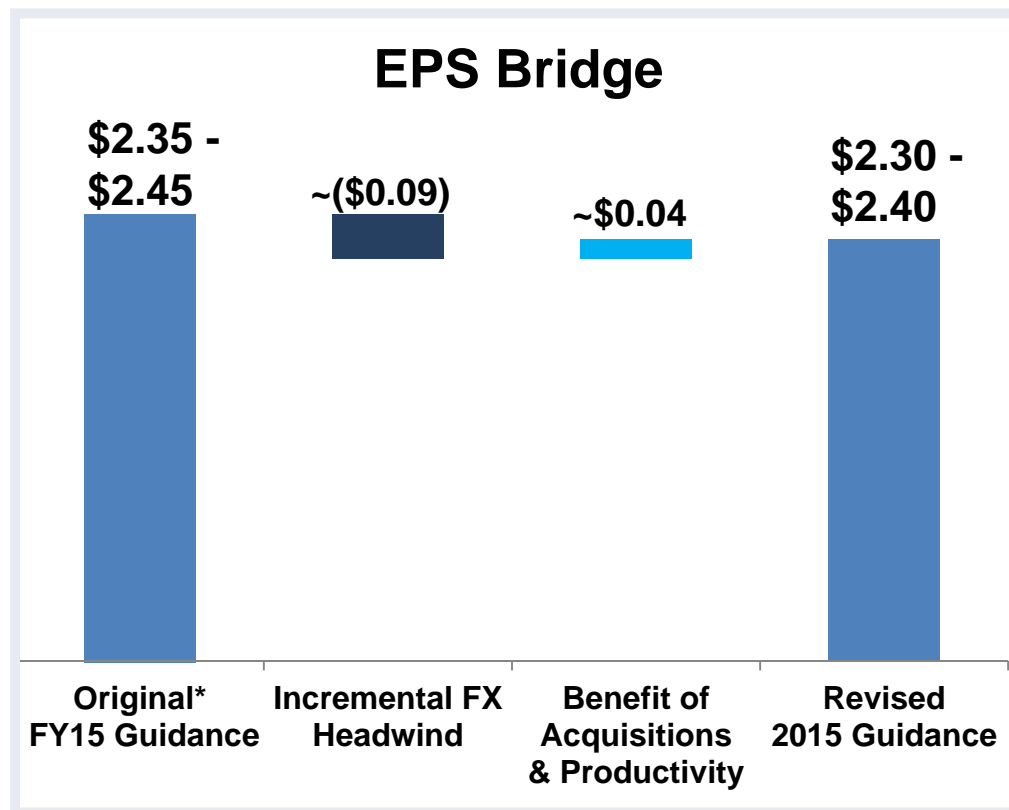 EPS Bridge
$2.35 -
$2.45
~($0.09)
~$0.04
$2.30 -
$2.40
Original*
FY15 Guidance
Incremental FX
Headwind
Benefit of
Acquisitions
& Productivity
Revised
2015 Guidance